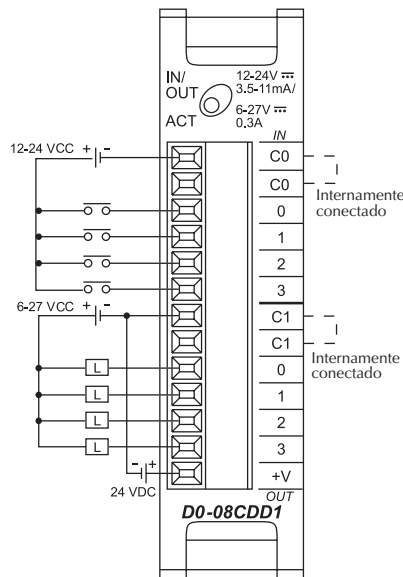 IN/
OUT
12-24V ⎓
3.5-11mA/
ACT
6-27V ⎓
0.3A
IN
12-24 VCC + -
C0
C0
Internamente
conectado
0
1
2
3
6-27 VCC + -
C1
C1
Internamente
conectado
L
0
L
1
L
2
L
3
- +
24 VDC
+V
OUT
D0-08CDD1